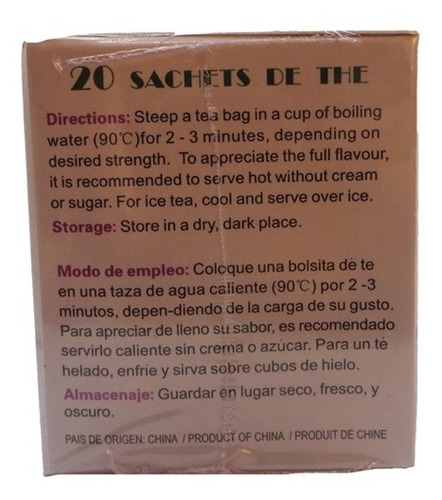 20 SACHETS DE THE
Directions: Steep a tea bag in a cup of boiling
water (90℃)for 2 - 3 minutes, depending on
desired strength. To appreciate the full flavour,
it is recommended to serve hot without cream
or sugar. For ice tea, cool and serve over ice.
Storage: Store in a dry, dark place.
Modo de empleo: Coloque una bolsita de te
en una taza de agua caliente (90℃) por 2 -3
minutos, depen-diendo de la carga de su gusto.
Para apreciar de lleno su sabor, es recomendado
servirlo caliente sin crema o azúcar. Para un té
helado, enfrie y sirva sobre cubos de hielo.
Almacenaje: Guardar en lugar seco, fresco, y
oscuro.
PAIS DE ORIGEN: CHINA / PRODUCT OF CHINA / PRODUIT DE CHINE